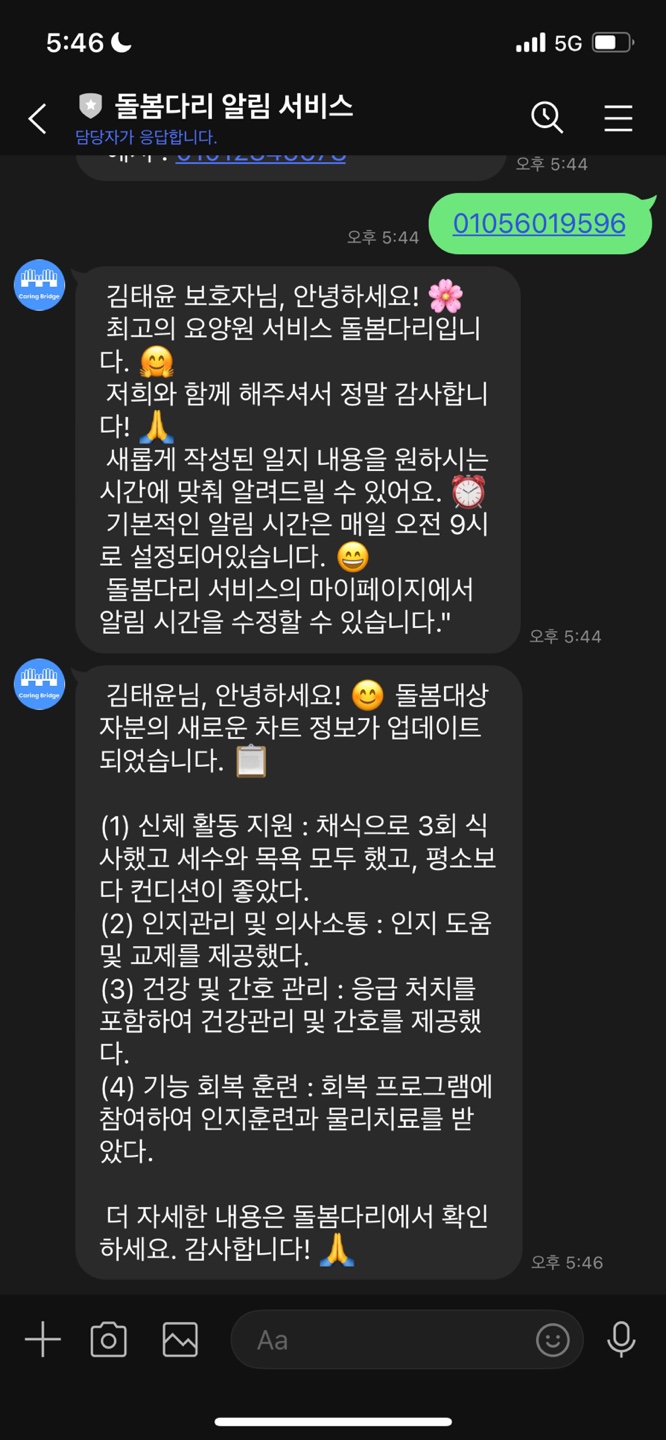 5:46
5G
돌봄다리 알림 서비스
담당자가 응답합니다.
오후 5:44
01056019596
오후 5:44
Caring Bridge
김태윤 보호자님, 안녕하세요! 🌸
최고의 요양원 서비스 돌봄다리입니
다. 🤗
저희와 함께 해주셔서 정말 감사합니
다! 🙏
새롭게 작성된 일지 내용을 원하시는
시간에 맞춰 알려드릴 수 있어요. ⏰
기본적인 알림 시간은 매일 오전 9시
로 설정되어있습니다. 😄
돌봄다리 서비스의 마이페이지에서
알림 시간을 수정할 수 있습니다."
오후 5:44
Caring Bridge
김태윤님, 안녕하세요! 😊 돌봄대상
자분의 새로운 차트 정보가 업데이트
되었습니다. 📋
(1) 신체 활동 지원 : 채식으로 3회 식
사했고 세수와 목욕 모두 했고, 평소보
다 컨디션이 좋았다.
(2) 인지관리 및 의사소통 : 인지 도움
및 교제를 제공했다.
(3) 건강 및 간호 관리 : 응급 처치를
포함하여 건강관리 및 간호를 제공했
다.
(4) 기능 회복 훈련 : 회복 프로그램에
참여하여 인지훈련과 물리치료를 받
았다.
더 자세한 내용은 돌봄다리에서 확인
하세요. 감사합니다! 🙏
오후 5:46
Aa